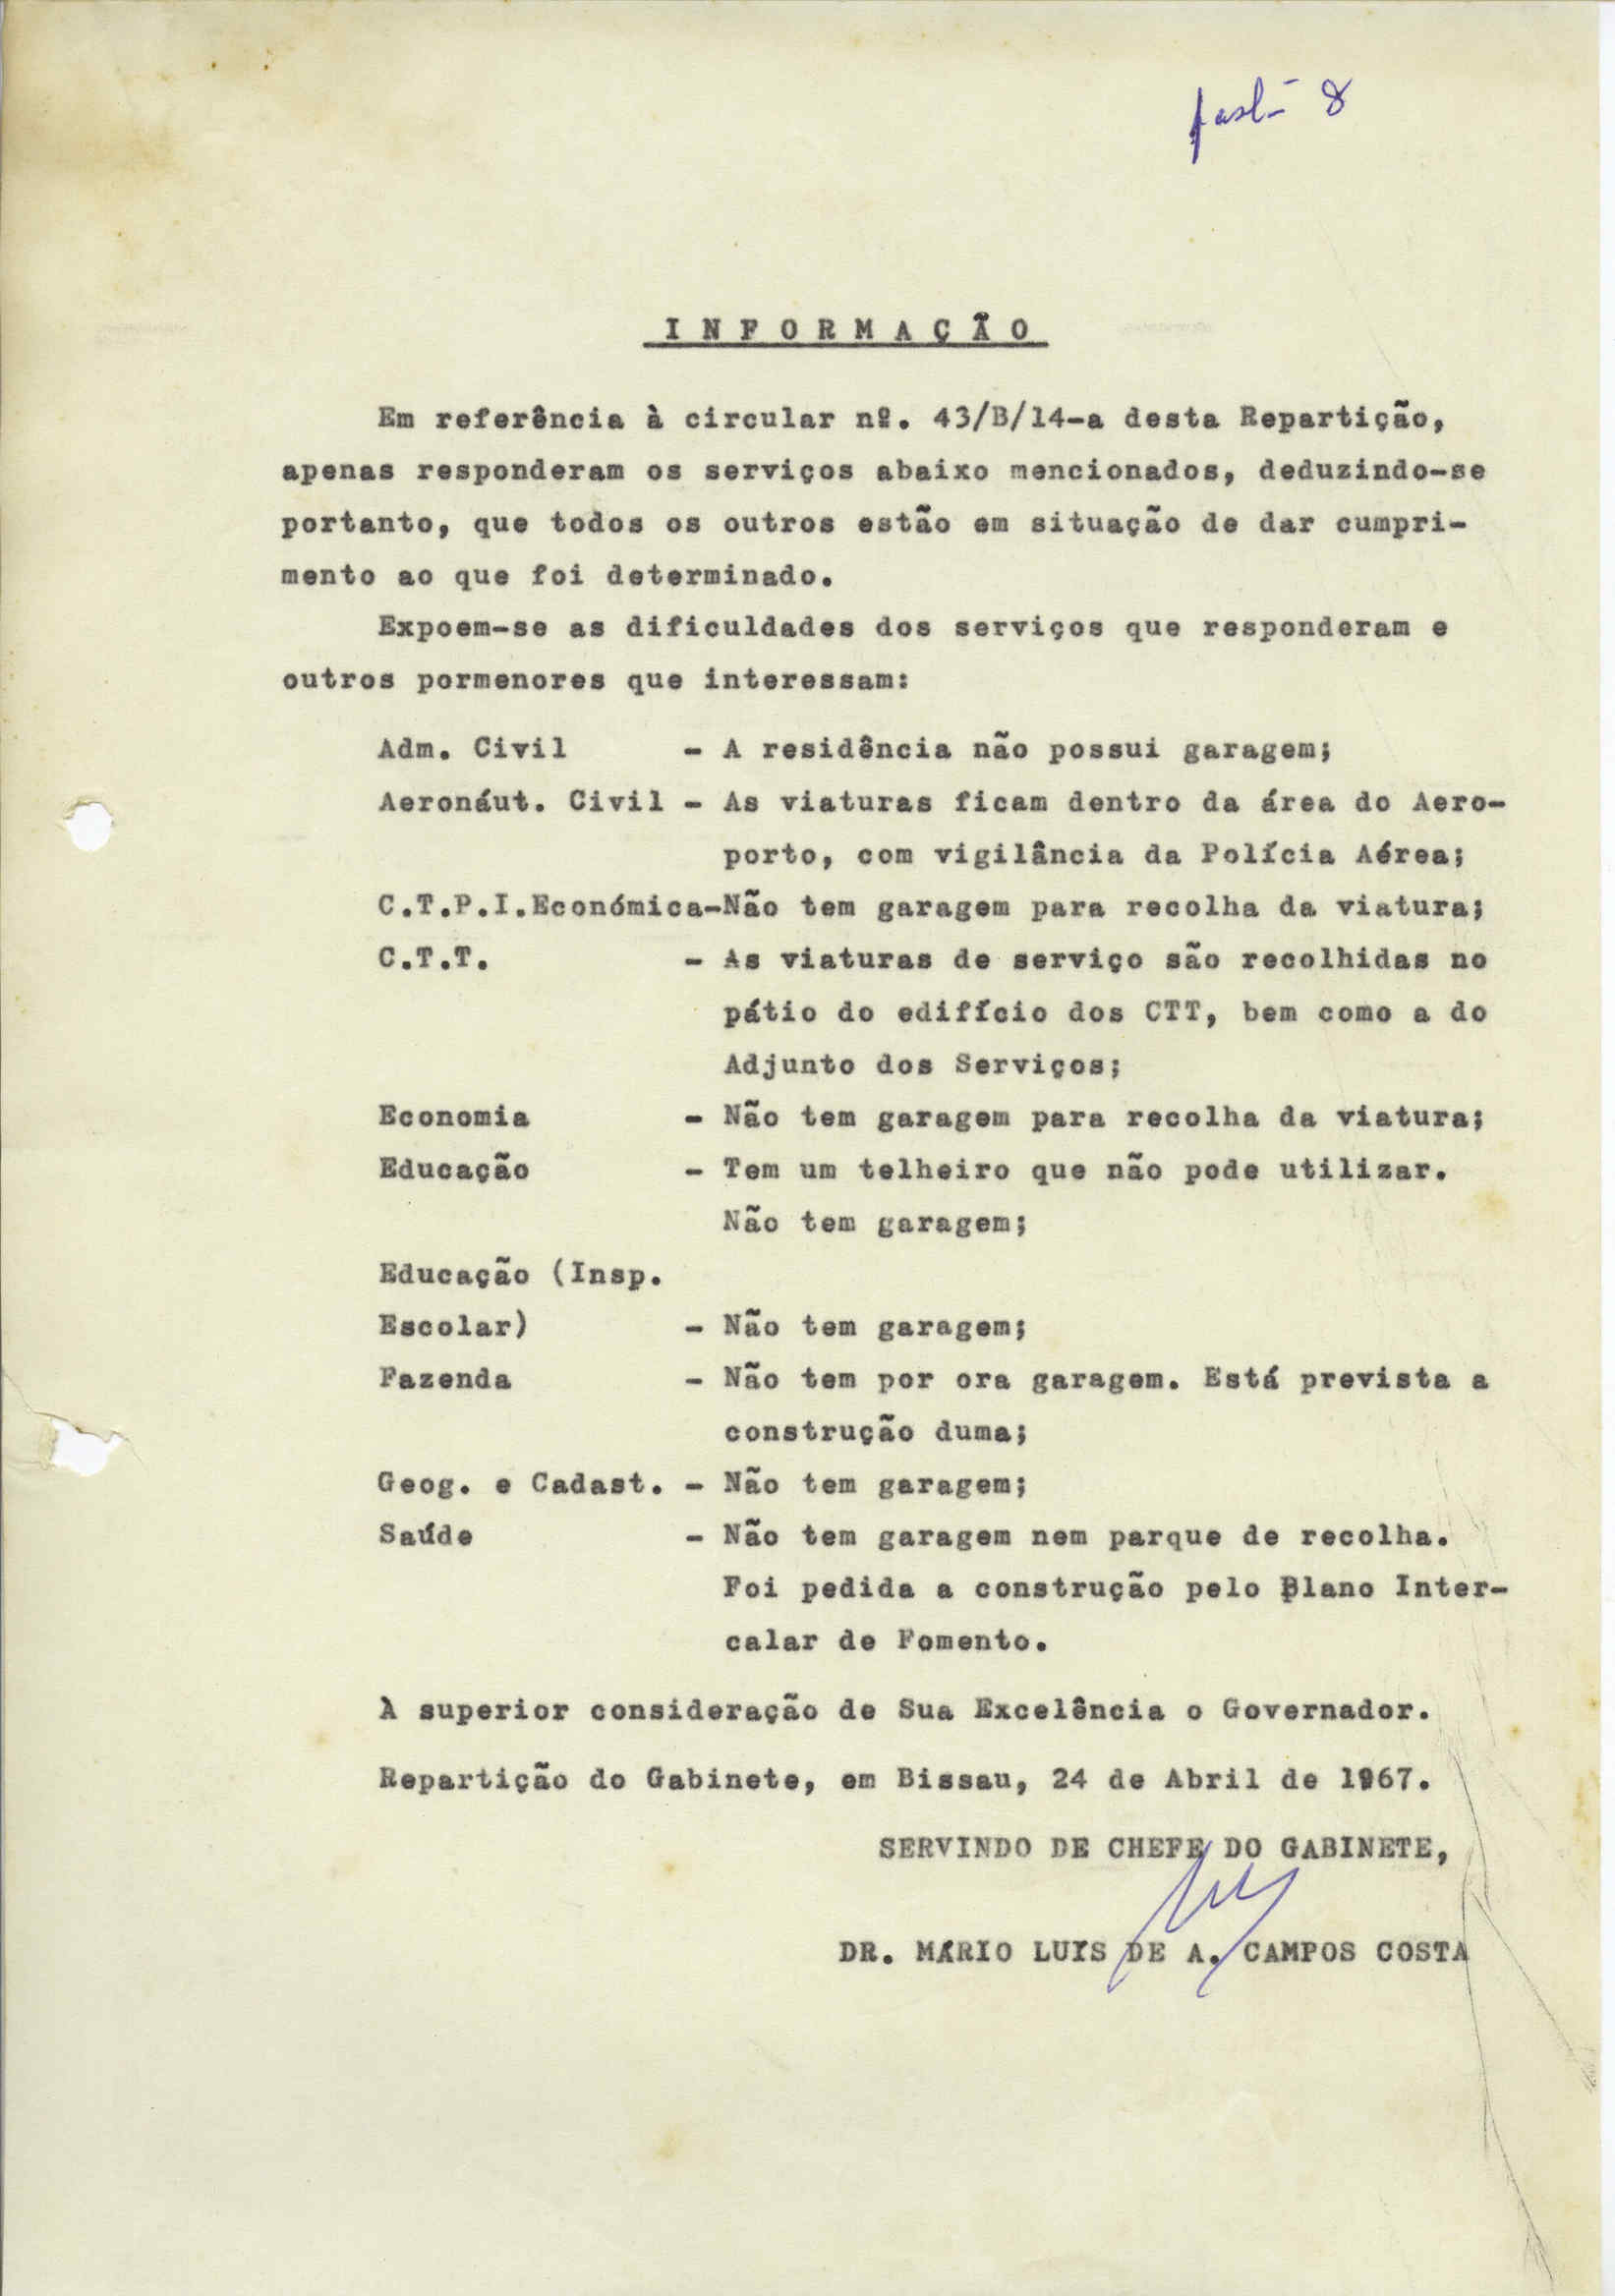 pasta 8
INFORMAÇÃO
Em referência à circular nº. 43/B/14-a desta Repartição,
apenas responderam os serviços abaixo mencionados, deduzindo-se
portanto, que todos os outros estão em situação de dar cumpri-
mento ao que foi determinado.
Expoem-se as dificuldades dos serviços que responderam e
outros pormenores que interessam:
Adm. Civil - A residência não possui garagem;
Aeronáut. Civil - As viaturas ficam dentro da área do Aero-
porto, com vigilância da Polícia Aérea;
C.T.P.I.Económica-Não tem garagem para recolha da viatura;
C.T.T. - As viaturas de serviço são recolhidas no
pátio do edifício dos CTT, bem como a do
Adjunto dos Serviços;
Economia - Não tem garagem para recolha da viatura;
Educação - Tem um telheiro que não pode utilizar.
Não tem garagem;
Educação (Insp.
Escolar) - Não tem garagem;
Fazenda - Não tem por ora garagem. Está prevista a
construção duma;
Geog. e Cadast. - Não tem garagem;
Saúde - Não tem garagem nem parque de recolha.
Foi pedida a construção pelo Plano Inter-
calar de Fomento.
À superior consideração de Sua Excelência o Governador.
Repartição do Gabinete, em Bissau, 24 de Abril de 1967.
SERVINDO DE CHEFE DO GABINETE,
DR. MÁRIO LUÍS DE A. CAMPOS COSTA